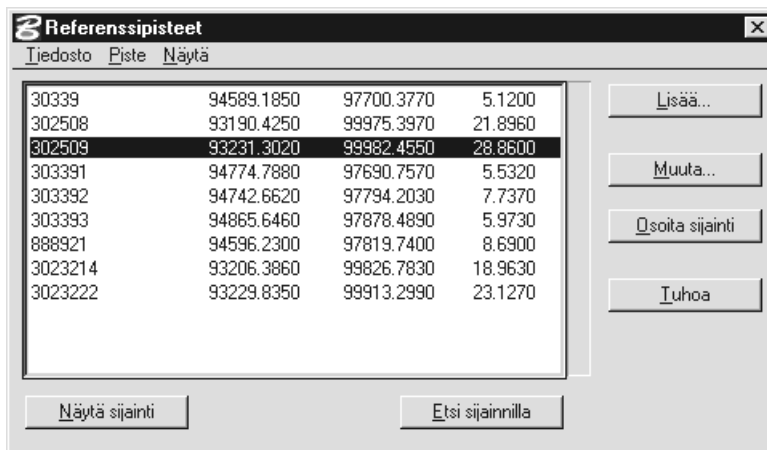 Referenssipisteet
Tiedosto Piste Näytä
30339 94589.1850 97700.3770 5.1200
302508 93190.4250 99975.3970 21.8960
302509 93231.3020 99982.4550 28.8600
303391 94774.7880 97690.7570 5.5320
303392 94742.6620 97794.2030 7.7370
303393 94865.6460 97878.4890 5.9730
888921 94596.2300 97819.7400 8.6900
3023214 93206.3860 99826.7830 18.9630
3023222 93229.8350 99913.2990 23.1270
Lisää...
Muuta...
Osoita sijainti
Tuhoa
Näytä sijainti
Etsi sijainnilla